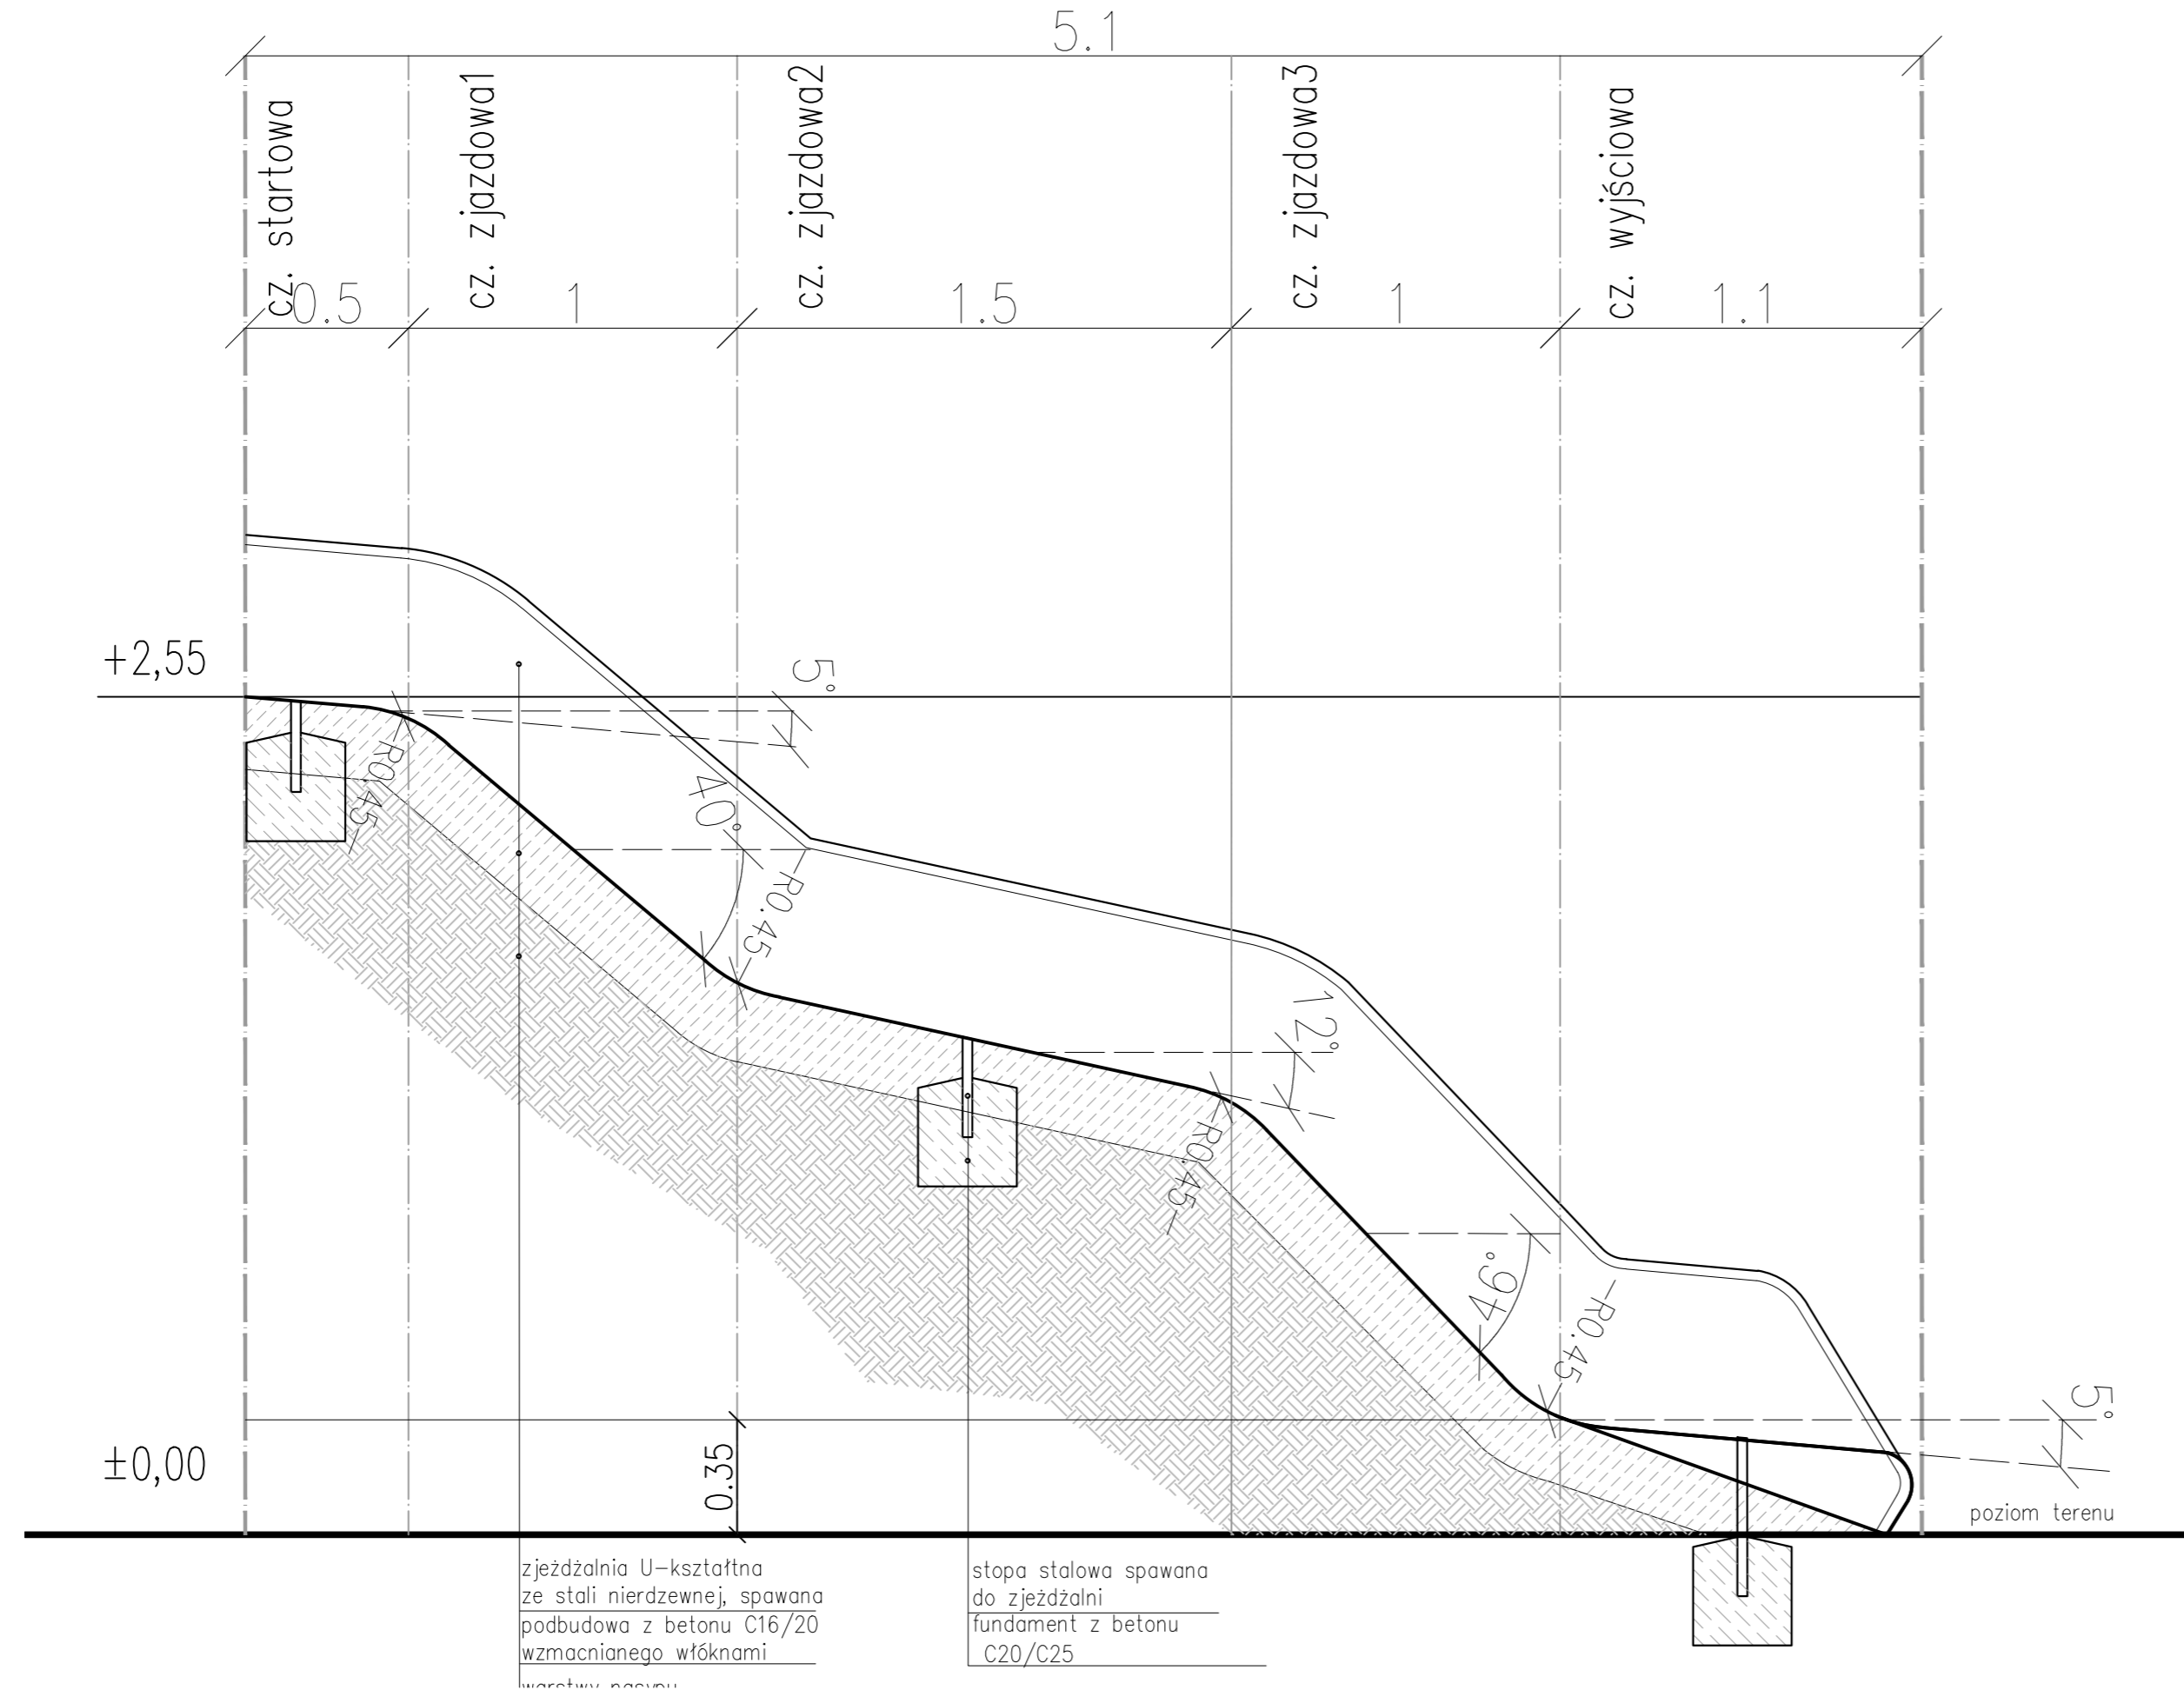 5.1
cz. startowa
cz. zjazdowa1
cz. zjazdowa2
cz. zjazdowa3
cz. wyjściowa
0.5
1
1.5
1
1.1
+2,55
5°
R0.45
40°
R0.45
12°
R0.45
46°
R0.45
5°
±0,00
0.35
poziom terenu
zjeżdżalnia U-kształtna
ze stali nierdzewnej, spawana
podbudowa z betonu C16/20
wzmacnianego włóknami
warstwy nasypu
stopa stalowa spawana
do zjeżdżalni
fundament z betonu
C20/C25